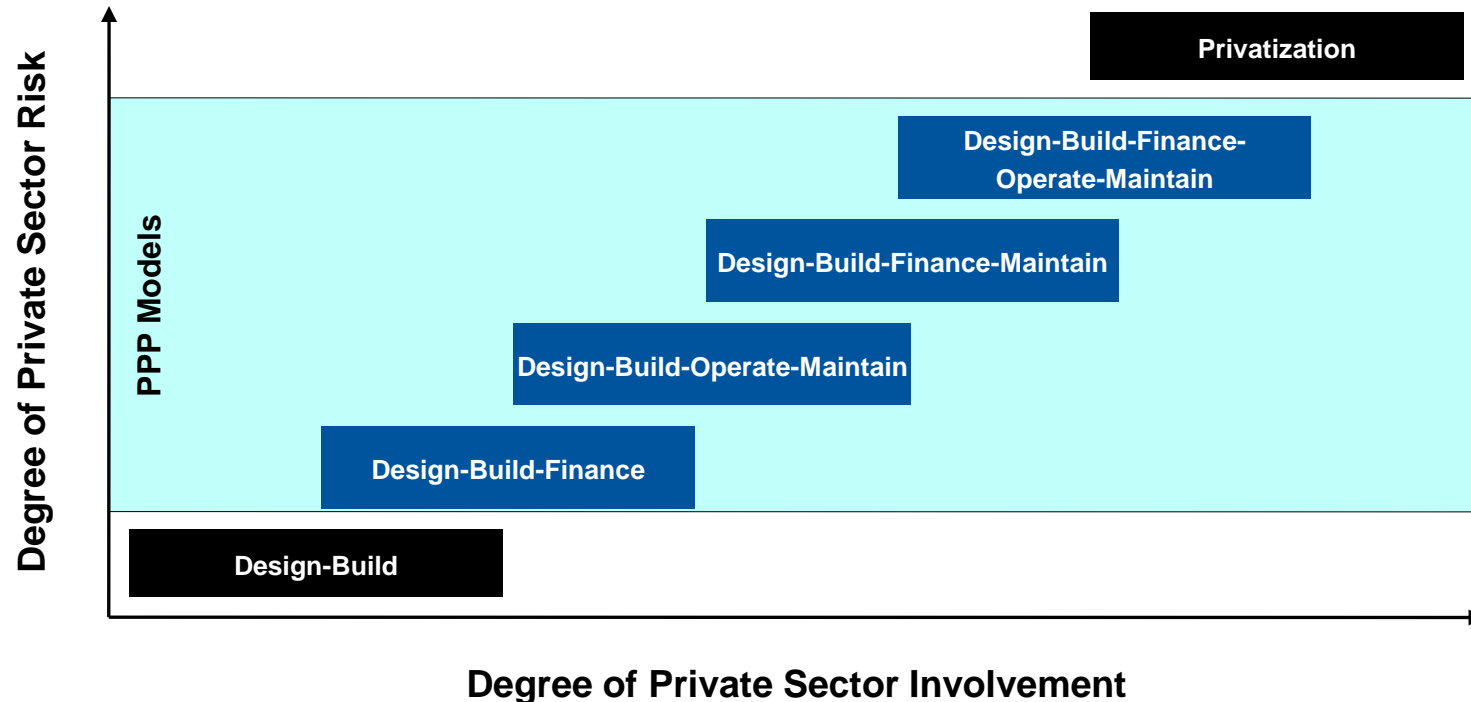 Degree of Private Sector Risk
Privatization
PPP Models
Design-Build-Finance-
Operate-Maintain
Design-Build-Finance-Maintain
Design-Build-Operate-Maintain
Design-Build-Finance
Design-Build
Degree of Private Sector Involvement